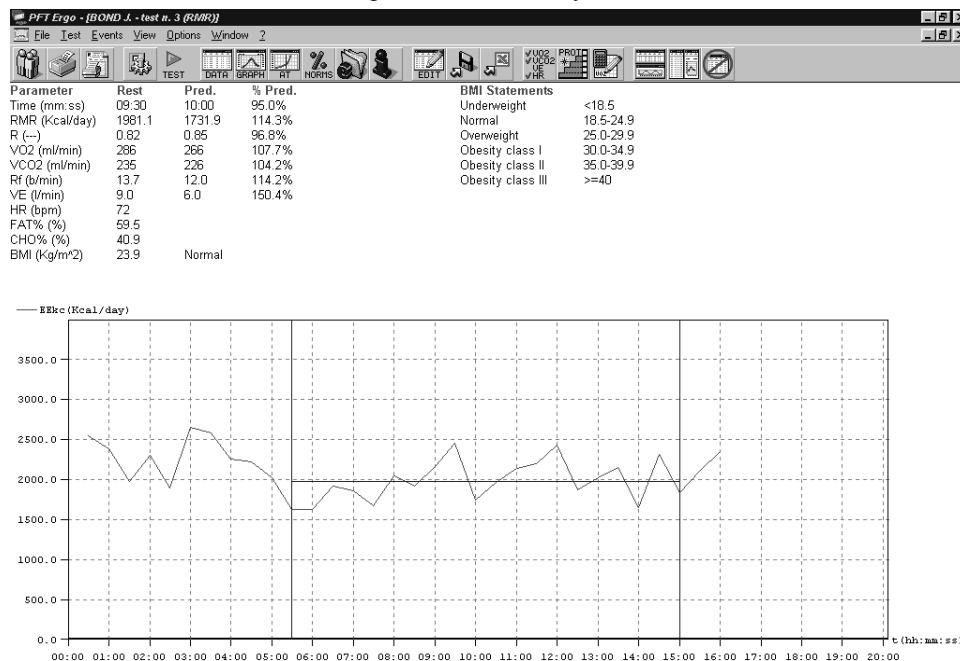 PFT Ergo - [BOND J. - test n. 3 (RMR)]
File Test Events View Options Window ?
TEST DATA GRAPH AT NORMS EDIT VO2 VCO2 VE HR PROTO
Parameter Rest Pred. % Pred. BMI Statements
Time (mm:ss) 09:30 10:00 95.0% Underweight <18.5
RMR (Kcal/day) 1981.1 1731.9 114.3% Normal 18.5-24.9
R (---) 0.82 0.85 96.8% Overweight 25.0-29.9
VO2 (ml/min) 286 266 107.7% Obesity class I 30.0-34.9
VCO2 (ml/min) 235 226 104.2% Obesity class II 35.0-39.9
Rf (b/min) 13.7 12.0 114.2% Obesity class III >=40
VE (l/min) 9.0 6.0 150.4%
HR (bpm) 72
FAT% (%) 59.5
CHO% (%) 40.9
BMI (Kg/m^2) 23.9 Normal
EEkc(Kcal/day)
3500.0
3000.0
2500.0
2000.0
1500.0
1000.0
500.0
0.0
t(hh:mm:ss)
00:00 01:00 02:00 03:00 04:00 05:00 06:00 07:00 08:00 09:00 10:00 11:00 12:00 13:00 14:00 15:00 16:00 17:00 18:00 19:00 20:00